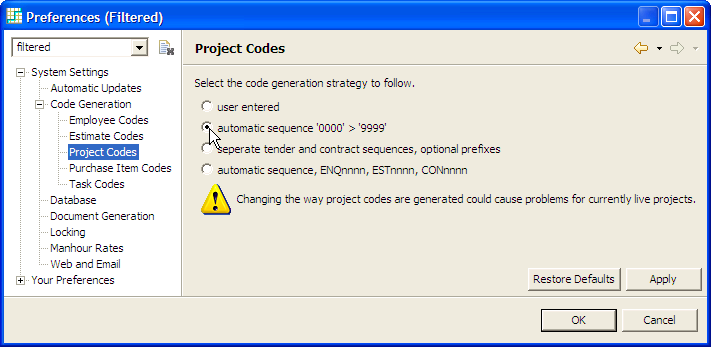 Preferences (Filtered)
filtered
Project Codes
System Settings
Automatic Updates
Code Generation
Employee Codes
Estimate Codes
Project Codes
Purchase Item Codes
Task Codes
Database
Document Generation
Locking
Manhour Rates
Web and Email
Your Preferences
Select the code generation strategy to follow.
user entered
automatic sequence '0000' > '9999'
seperate tender and contract sequences, optional prefixes
automatic sequence, ENQnnnn, ESTnnnn, CONnnnn
Changing the way project codes are generated could cause problems for currently live projects.
Restore Defaults
Apply
OK
Cancel